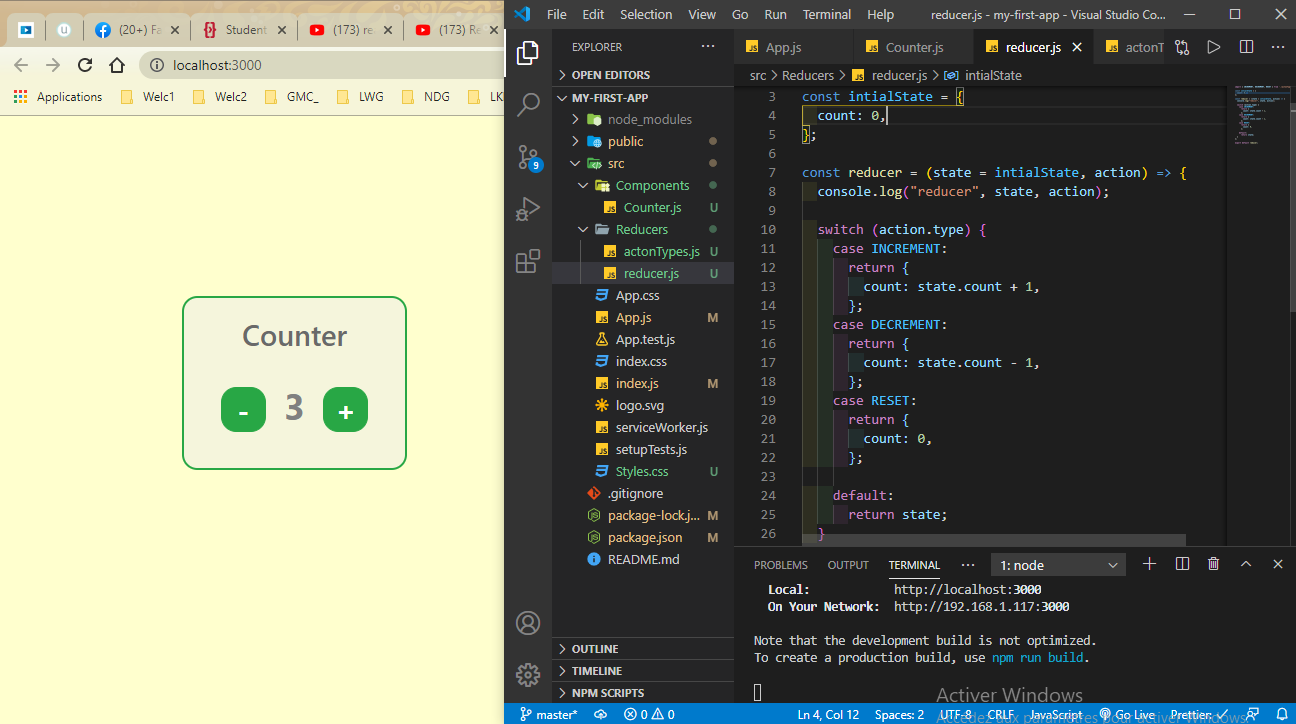 (20+) Fa
Student
(173) re
(173) Re
localhost:3000
Applications
Welc1
Welc2
GMC_
LWG
NDG
LK
Counter
- 3 +
File Edit Selection View Go Run Terminal Help reducer.js - my-first-app - Visual Studio Co...
EXPLORER
OPEN EDITORS
MY-FIRST-APP
node_modules
public
src
Components
Counter.js U
Reducers
actonTypes.js U
reducer.js U
App.css
App.js M
App.test.js
index.css
index.js M
logo.svg
serviceWorker.js
setupTests.js
Styles.css U
.gitignore
package-lock.j... M
package.json M
README.md
OUTLINE
TIMELINE
NPM SCRIPTS
9
App.js Counter.js reducer.js actonT
src > Reducers > reducer.js > intialState
3 const intialState = {
4 count: 0,
5 };
6
7 const reducer = (state = intialState, action) => {
8 console.log("reducer", state, action);
9
10 switch (action.type) {
11 case INCREMENT:
12 return {
13 count: state.count + 1,
14 };
15 case DECREMENT:
16 return {
17 count: state.count - 1,
18 };
19 case RESET:
20 return {
21 count: 0,
22 };
23
24 default:
25 return state;
26 }
PROBLEMS OUTPUT TERMINAL ... 1: node
Local: http://localhost:3000
On Your Network: http://192.168.1.117:3000
Note that the development build is not optimized.
To create a production build, use npm run build.
Activer Windows
Accédez aux paramètres pour activer Windows
master* 0 0 Ln 4, Col 12 Spaces: 2 UTF-8 CRLF JavaScript Go Live Prettier: ✓